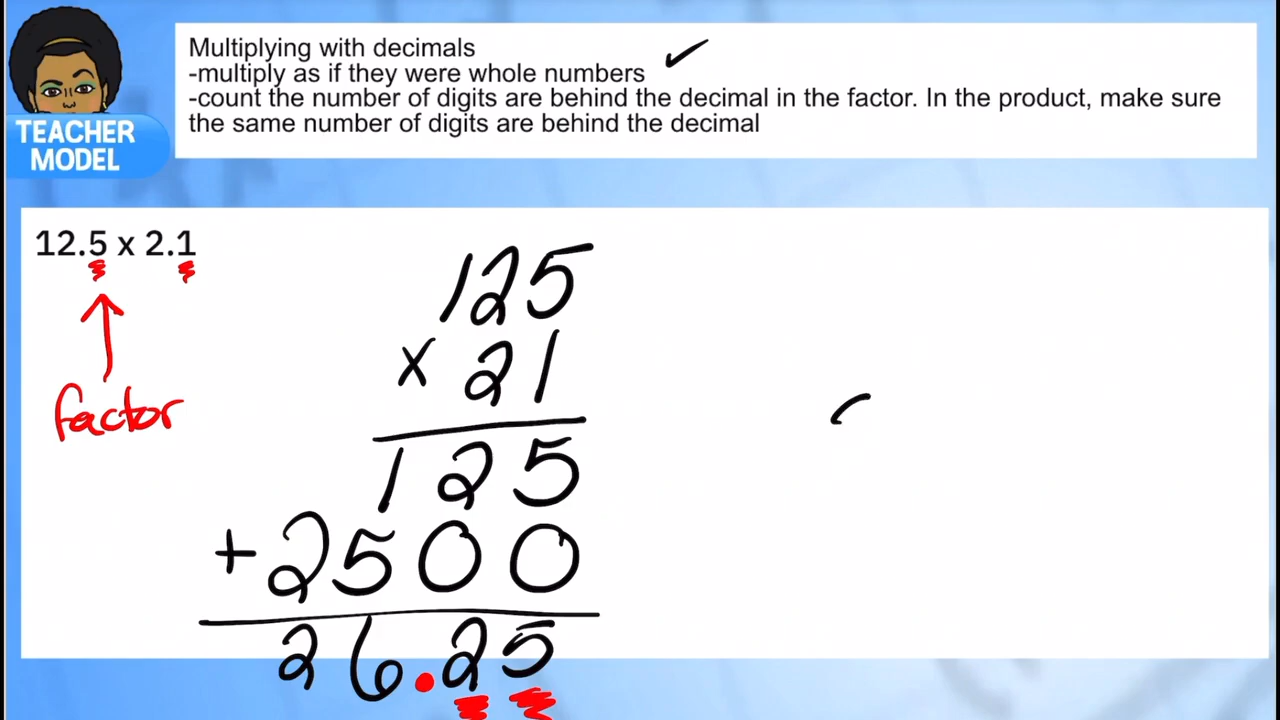 Multiplying with decimals
-multiply as if they were whole numbers
-count the number of digits are behind the decimal in the factor. In the product, make sure
the same number of digits are behind the decimal
TEACHER
MODEL
12.5 x 2.1
factor
125
x 21
125
+2500
26.25